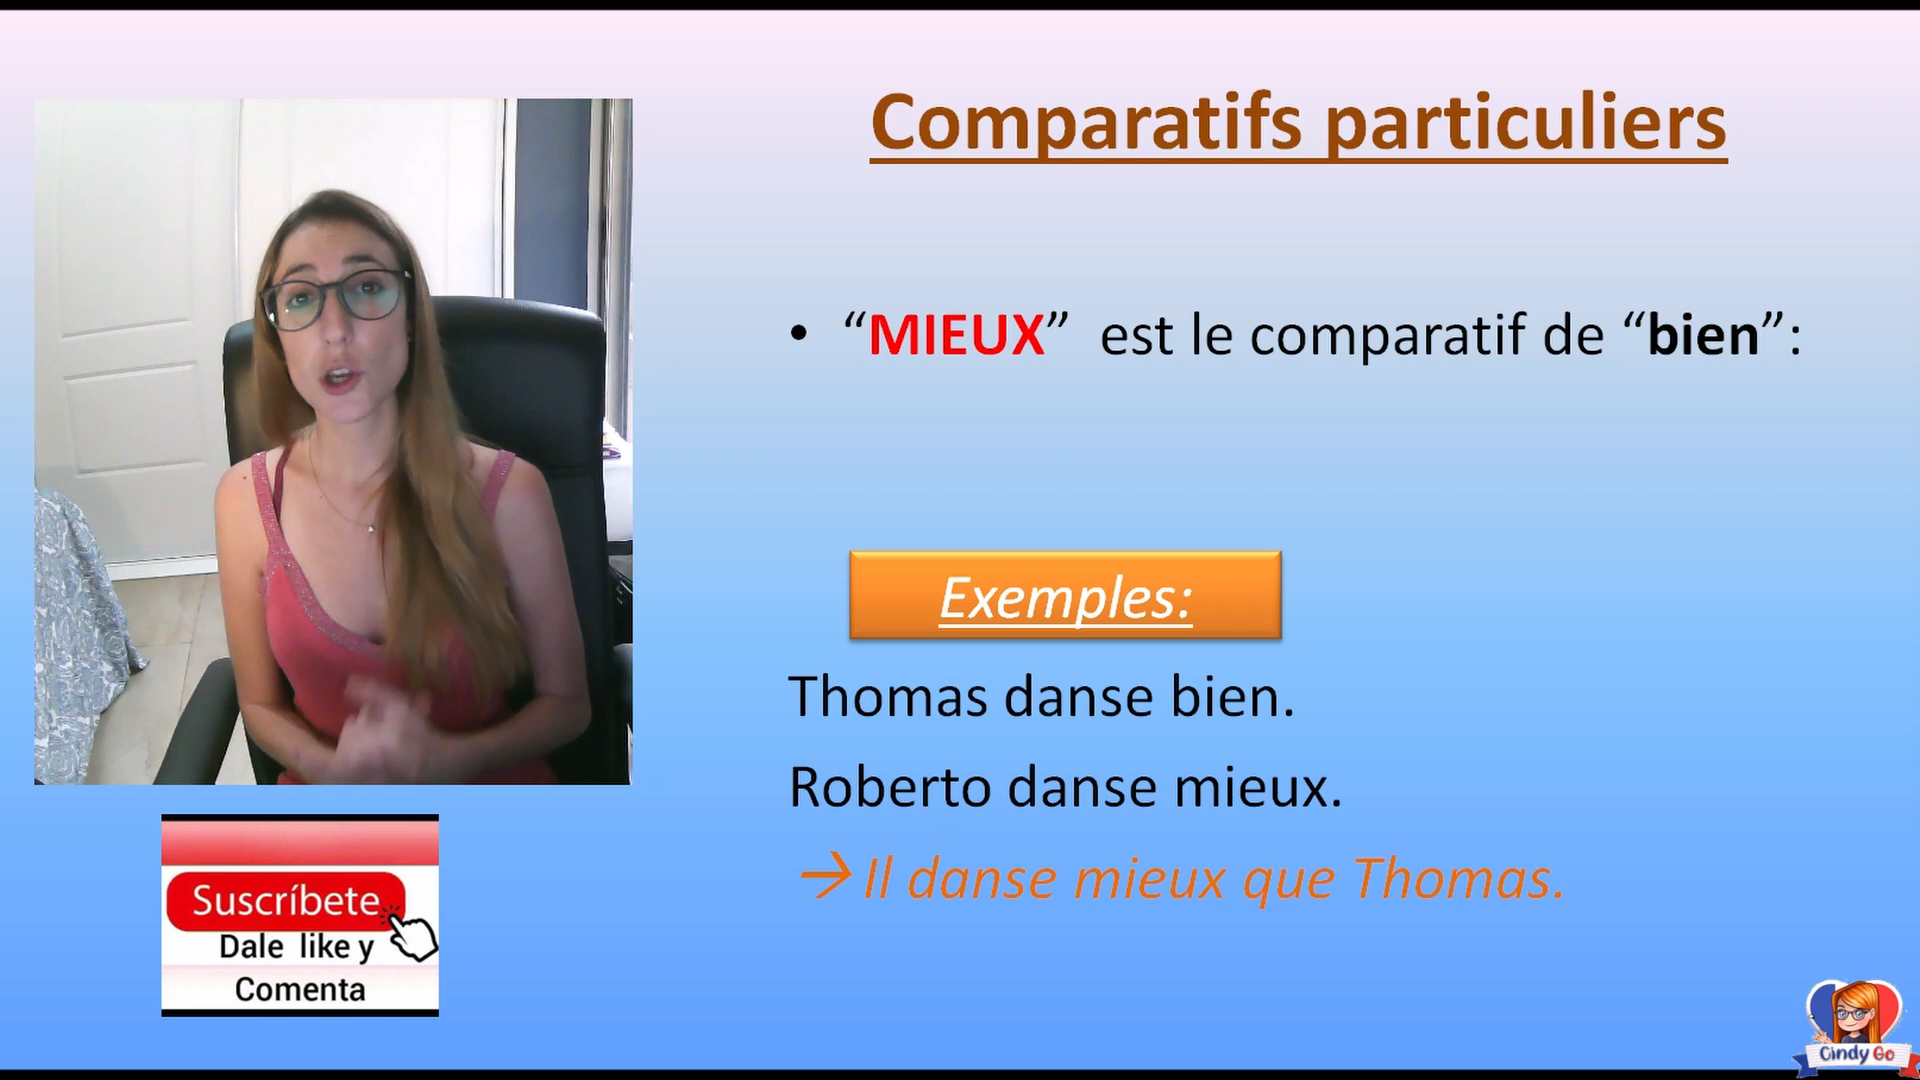 Comparatifs particuliers
• “MIEUX” est le comparatif de “bien”:
Exemples:
Thomas danse bien.
Roberto danse mieux.
→ Il danse mieux que Thomas.
Suscríbete
Dale like y
Comenta
Cindy Go